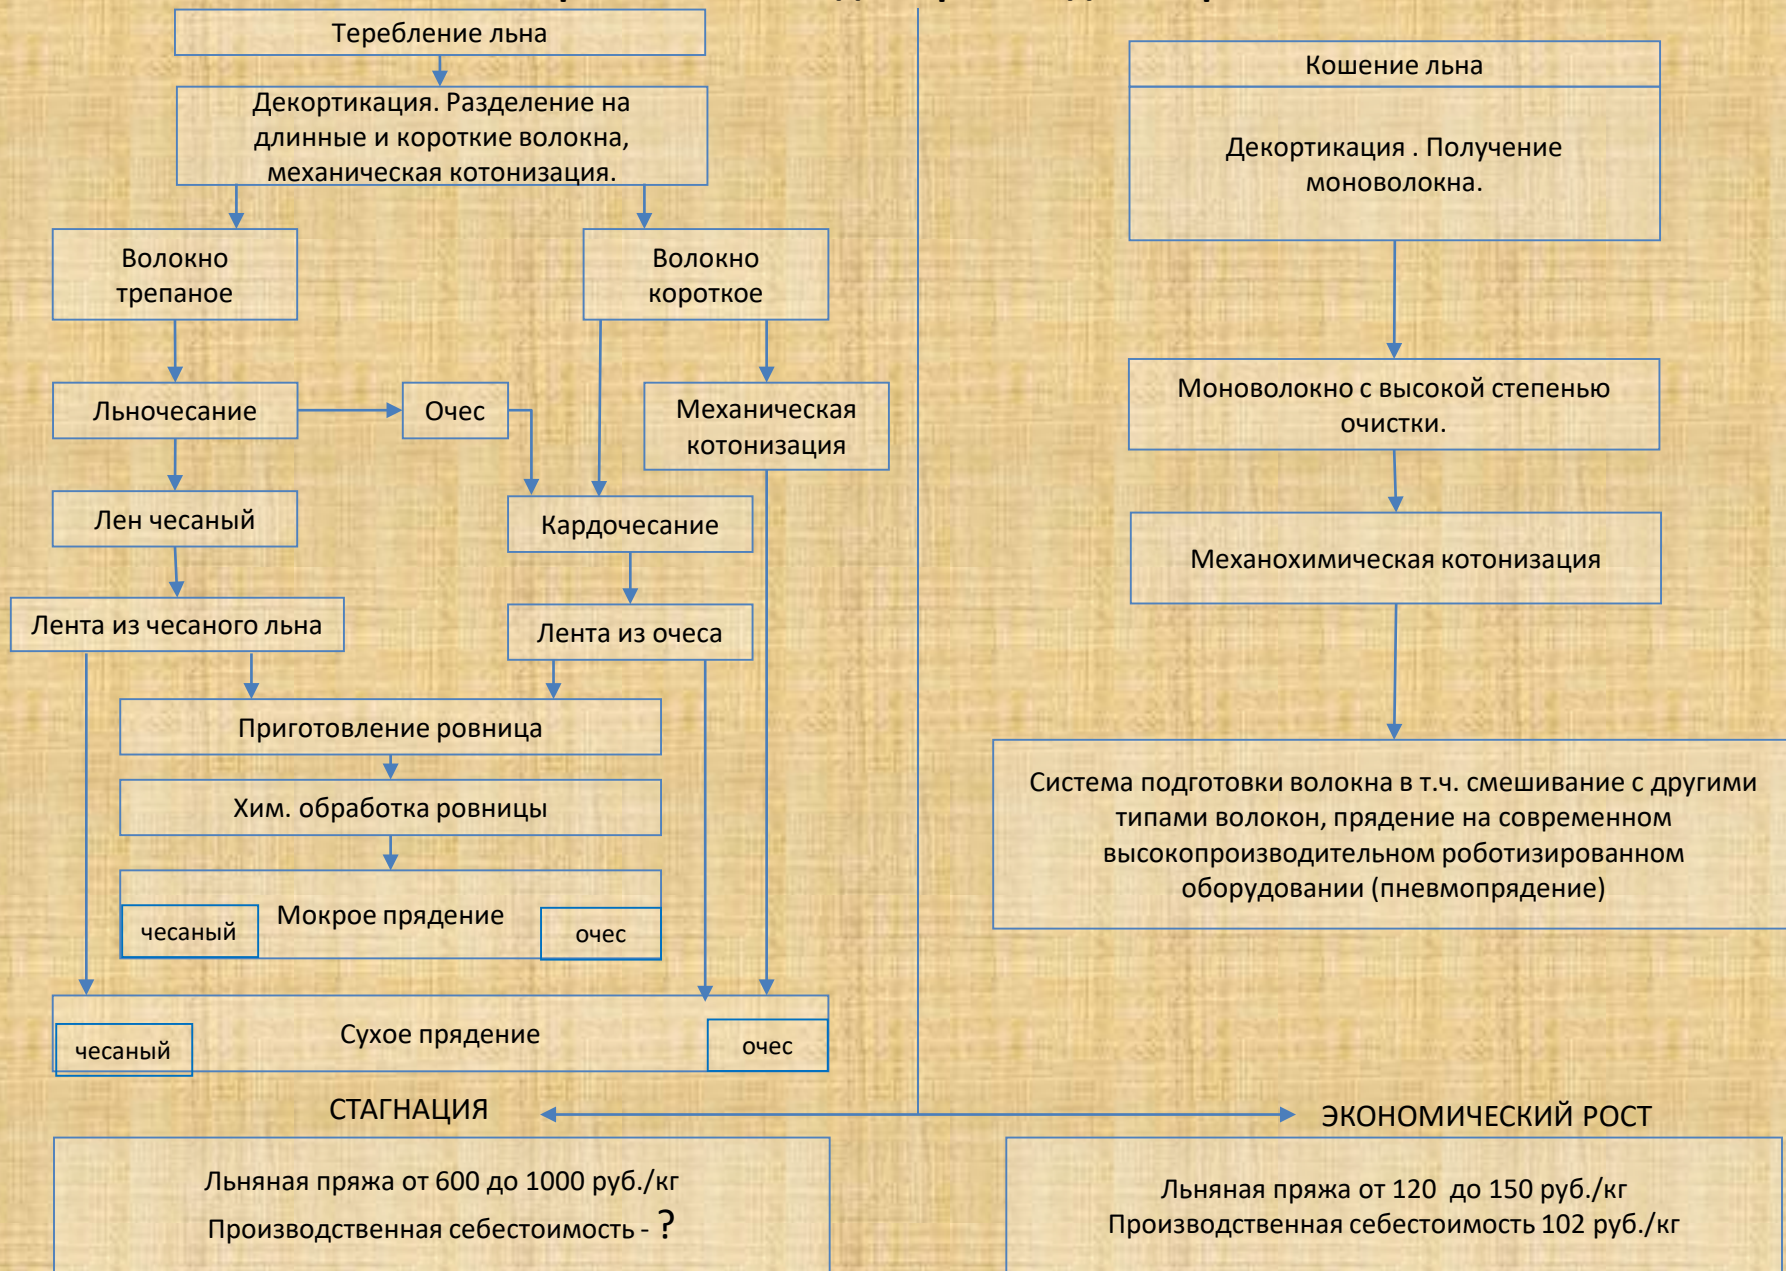 Теребление льна
Декортикация. Разделение на
длинные и короткие волокна,
механическая котонизация.
Волокно
трепаное
Волокно
короткое
Льночесание
Очес
Механическая
котонизация
Лен чесаный
Кардочесание
Лента из чесаного льна
Лента из очеса
Приготовление ровница
Хим. обработка ровницы
Мокрое прядение
чесаный
очес
Сухое прядение
чесаный
очес
СТАГНАЦИЯ
Льняная пряжа от 600 до 1000 руб./кг
Производственная себестоимость - ?
Кошение льна
Декортикация . Получение
моноволокна.
Моноволокно с высокой степенью
очистки.
Механохимическая котонизация
Система подготовки волокна в т.ч. смешивание с другими
типами волокон, прядение на современном
высокопроизводительном роботизированном
оборудовании (пневмопрядение)
ЭКОНОМИЧЕСКИЙ РОСТ
Льняная пряжа от 120 до 150 руб./кг
Производственная себестоимость 102 руб./кг